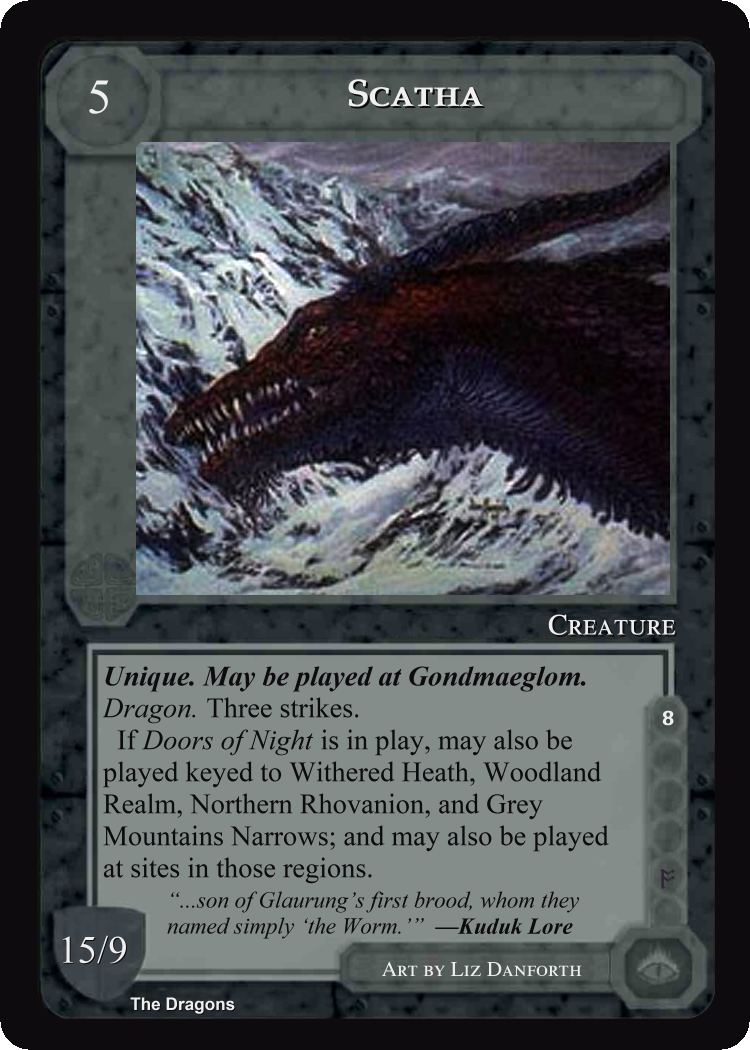 5
SCATHA
CREATURE
Unique. May be played at Gondmaeglom.
Dragon. Three strikes.
If Doors of Night is in play, may also be
played keyed to Withered Heath, Woodland
Realm, Northern Rhovanion, and Grey
Mountains Narrows; and may also be played
at sites in those regions.
“...son of Glaurung’s first brood, whom they
named simply ‘the Worm.’” —Kuduk Lore
8
ᚩ
15/9
ART BY LIZ DANFORTH
The Dragons